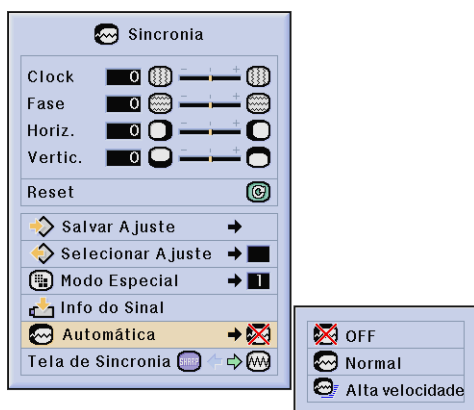 Sincronia
Clock 0 - +
Fase 0 - +
Horiz. 0 - +
Vertic. 0 - +
Reset
Salvar Ajuste
Selecionar Ajuste
Modo Especial 1
Info do Sinal
Automática
Tela de Sincronia SHARP
OFF
Normal
Alta velocidade